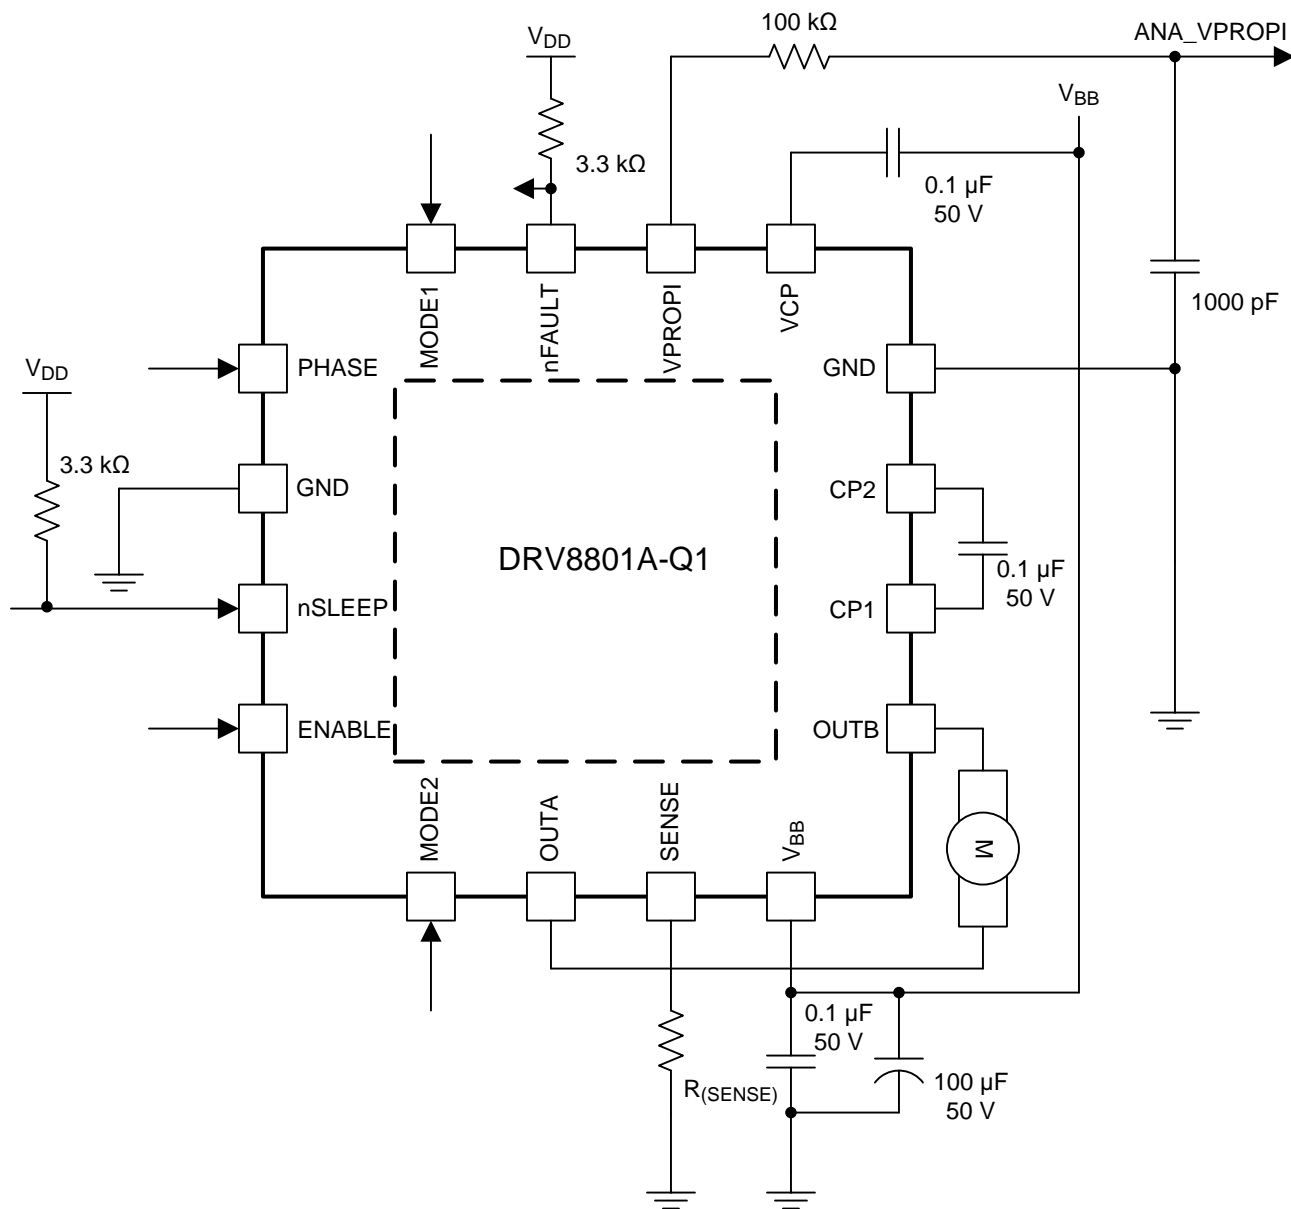 100 kΩ
ANA_VPROPI
VDD
VBB
3.3 kΩ
0.1 µF
50 V
MODE1
nFAULT
VPROPI
VCP
1000 pF
VDD
PHASE
GND
3.3 kΩ
GND
CP2
DRV8801A-Q1
0.1 µF
50 V
nSLEEP
CP1
ENABLE
OUTB
MODE2
OUTA
SENSE
VBB
M
0.1 µF
50 V
R(SENSE)
100 µF
50 V